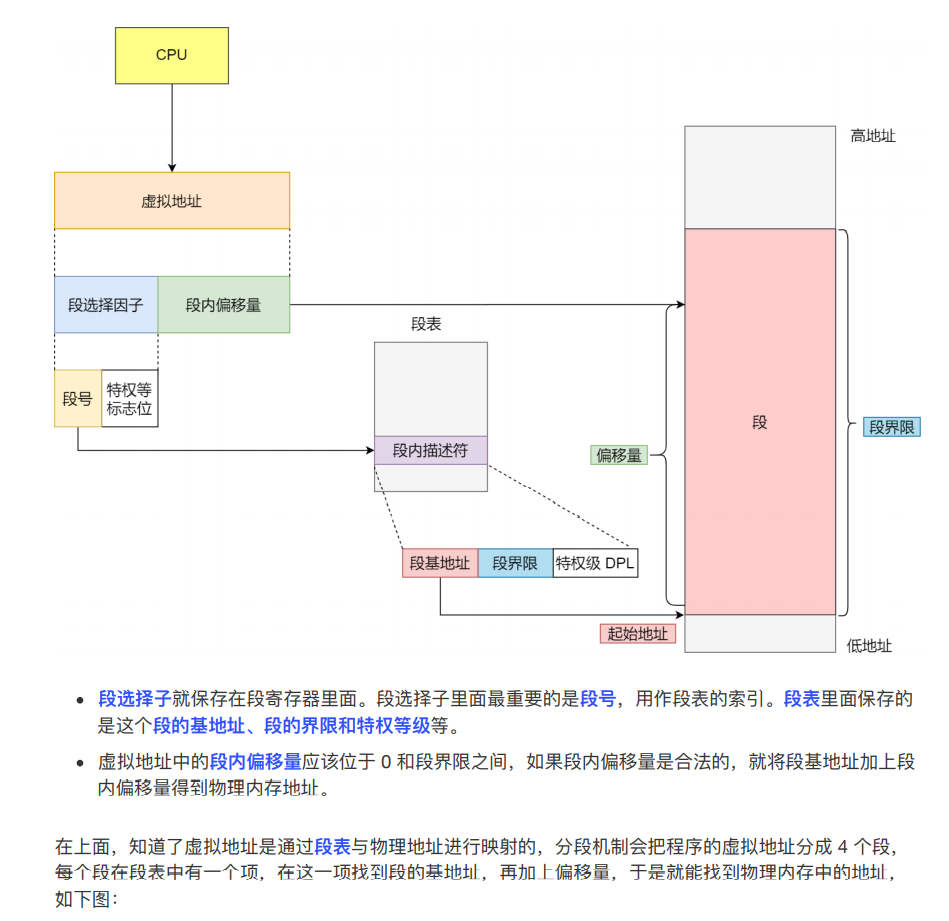 CPU
高地址
虚拟地址
段选择因子
段内偏移量
段表
段号
特权等
标志位
段内描述符
段
段界限
偏移量
段基地址
段界限
特权级 DPL
起始地址
低地址
段选择子就保存在段寄存器里面。段选择子里面最重要的是段号，用作段表的索引。段表里面保存的
是这个段的基地址、段的界限和特权等级等。
虚拟地址中的段内偏移量应该位于 0 和段界限之间，如果段内偏移量是合法的，就将段基地址加上段
内偏移量得到物理内存地址。
在上面，知道了虚拟地址是通过段表与物理地址进行映射的，分段机制会把程序的虚拟地址分成 4 个段，
每个段在段表中有一个项，在这一项找到段的基地址，再加上偏移量，于是就能找到物理内存中的地址，
如下图：